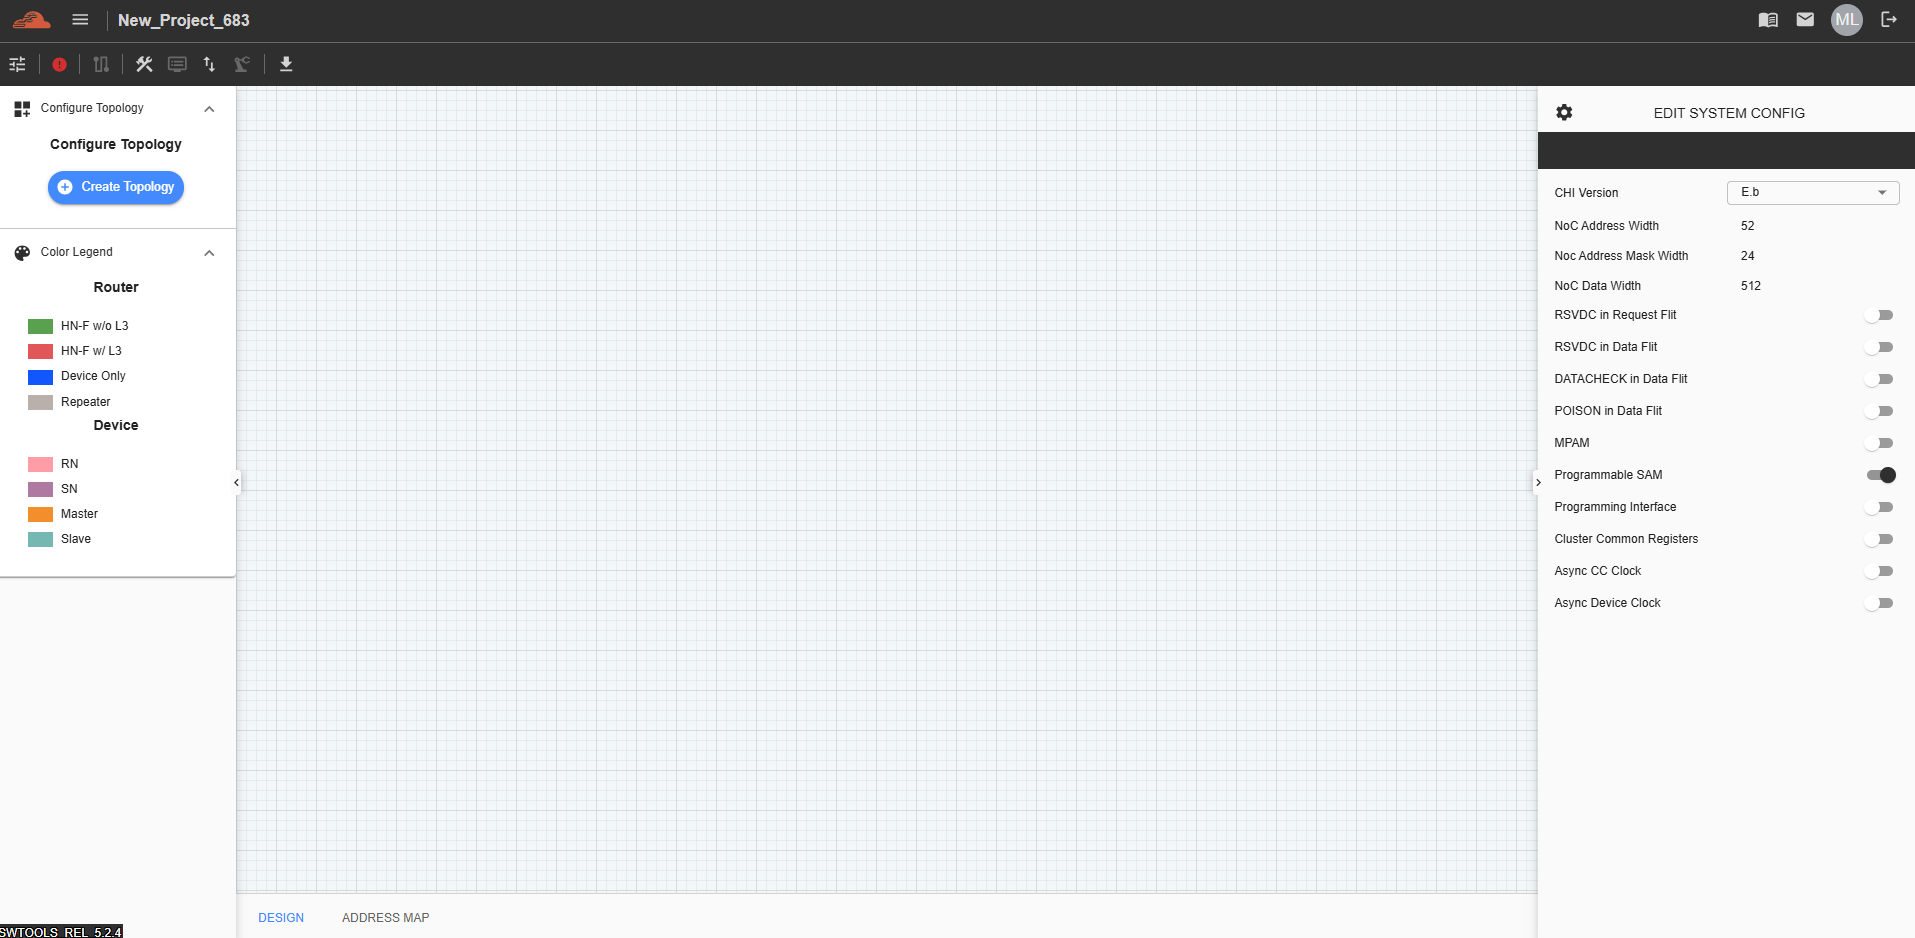 New_Project_683
ML
Configure Topology
Configure Topology
Create Topology
Color Legend
Router
HN-F w/o L3
HN-F w/ L3
Device Only
Repeater
Device
RN
SN
Master
Slave
SWTOOLS_REL_5.2.4
DESIGN
ADDRESS MAP
EDIT SYSTEM CONFIG
CHI Version E.b
NoC Address Width 52
Noc Address Mask Width 24
NoC Data Width 512
RSVDC in Request Flit
RSVDC in Data Flit
DATACHECK in Data Flit
POISON in Data Flit
MPAM
Programmable SAM
Programming Interface
Cluster Common Registers
Async CC Clock
Async Device Clock